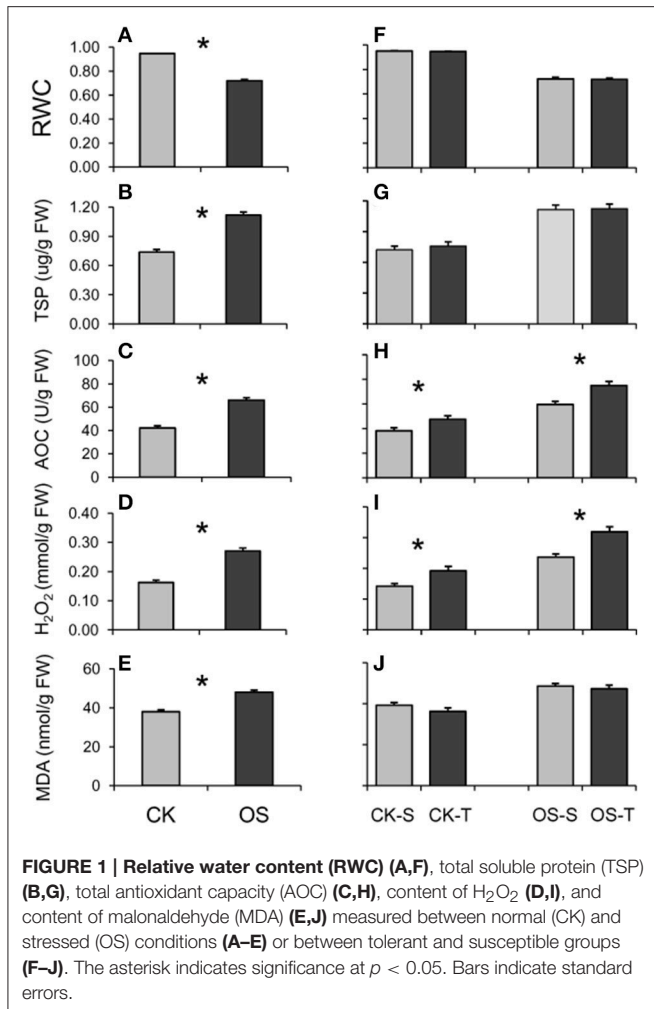 A
*
F
1.00
0.80
0.60
0.40
0.20
0.00
RWC
B
*
G
1.20
0.90
0.60
0.30
0.00
TSP (ug/g FW)
C
*
H
*
*
100
80
60
40
20
0
AOC (U/g FW)
D
*
I
*
*
0.40
0.30
0.20
0.10
0.00
H₂O₂ (mmol/g FW)
E
*
J
60
40
20
0
MDA (nmol/g FW)
CK OS
CK-S CK-T OS-S OS-T
FIGURE 1 | Relative water content (RWC) (A,F), total soluble protein (TSP)
(B,G), total antioxidant capacity (AOC) (C,H), content of H₂O₂ (D,I), and
content of malonaldehyde (MDA) (E,J) measured between normal (CK) and
stressed (OS) conditions (A–E) or between tolerant and susceptible groups
(F–J). The asterisk indicates significance at p < 0.05. Bars indicate standard
errors.